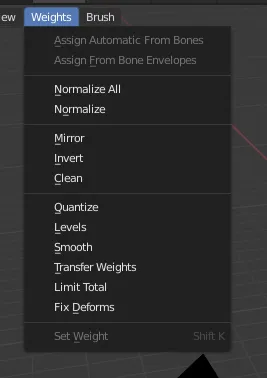 ew Weights Brush
Assign Automatic From Bones
Assign From Bone Envelopes
Normalize All
Normalize
Mirror
Invert
Clean
Quantize
Levels
Smooth
Transfer Weights
Limit Total
Fix Deforms
Set Weight Shift K